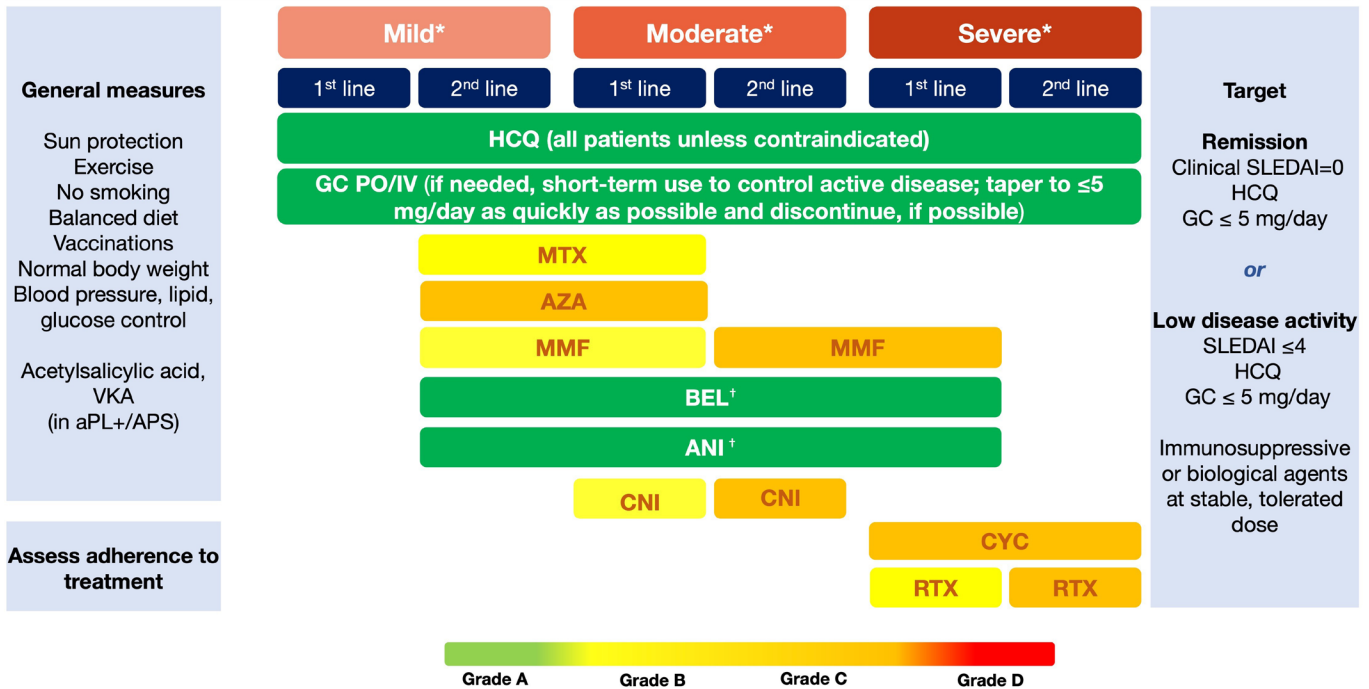 General measures
Sun protection
Exercise
No smoking
Balanced diet
Vaccinations
Normal body weight
Blood pressure, lipid,
glucose control
Acetylsalicylic acid,
VKA
(in aPL+/APS)
Assess adherence to
treatment
Mild*
Moderate*
Severe*
1st line
2nd line
1st line
2nd line
1st line
2nd line
HCQ (all patients unless contraindicated)
GC PO/IV (if needed, short-term use to control active disease; taper to ≤5
mg/day as quickly as possible and discontinue, if possible)
MTX
AZA
MMF
MMF
BEL†
ANI †
CNI
CNI
CYC
RTX
RTX
Target
Remission
Clinical SLEDAI=0
HCQ
GC ≤ 5 mg/day
or
Low disease activity
SLEDAI ≤4
HCQ
GC ≤ 5 mg/day
Immunosuppressive
or biological agents
at stable, tolerated
dose
Grade A
Grade B
Grade C
Grade D